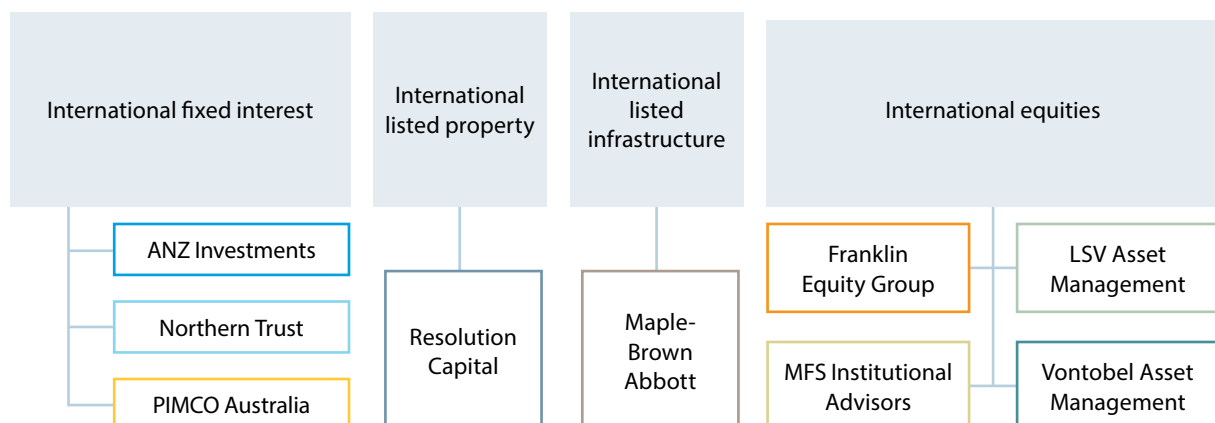 International fixed interest
International
listed property
International
listed
infrastructure
International equities
ANZ Investments
Northern Trust
PIMCO Australia
Resolution
Capital
Maple-
Brown
Abbott
Franklin
Equity Group
LSV Asset
Management
MFS Institutional
Advisors
Vontobel Asset
Management